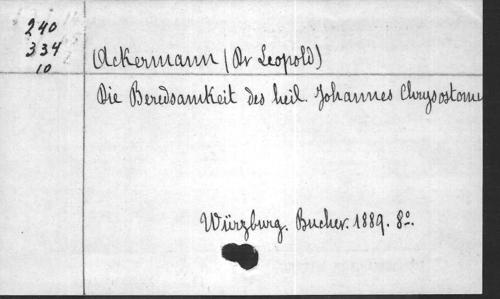 240
334
10
Ackermann (Dr Leopold)
Die Beredsamkeit des heil. Johannes Chrysostomu
Würzburg. Bucher. 1889. 8°.